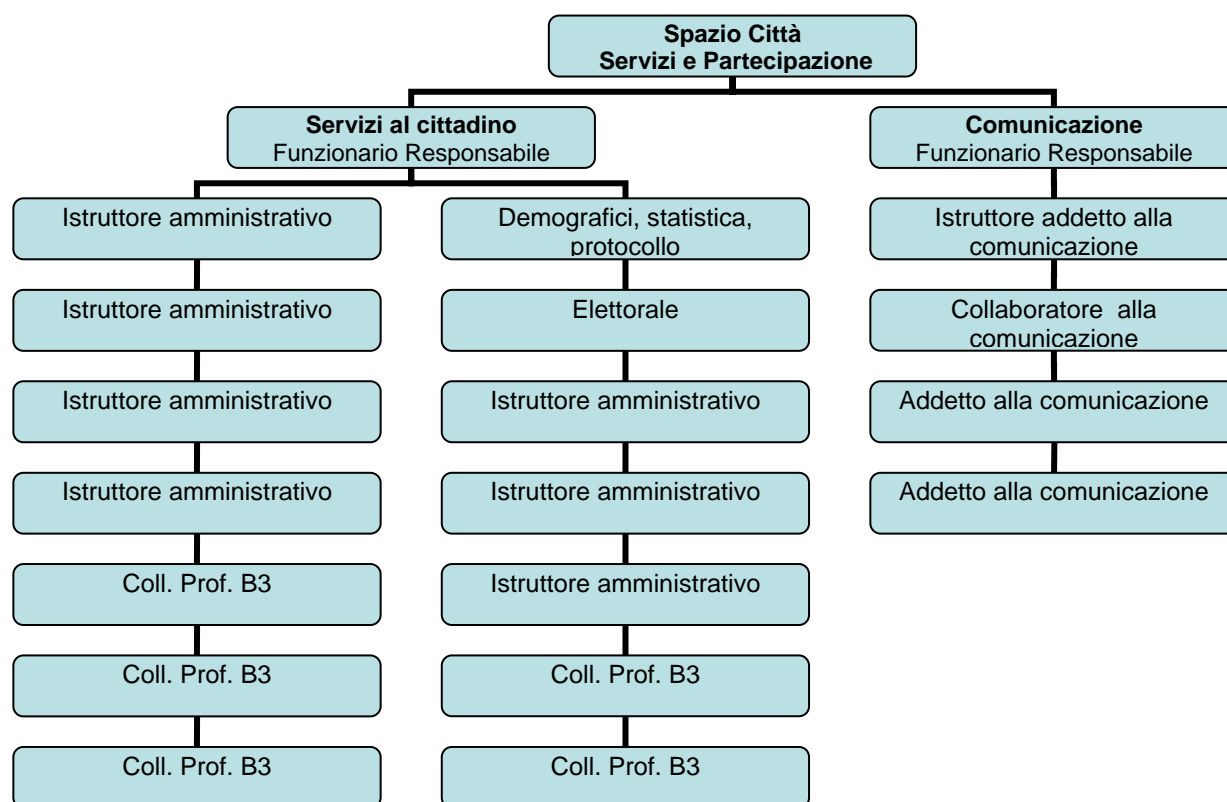 Spazio Città
Servizi e Partecipazione
Servizi al cittadino
Funzionario Responsabile
Comunicazione
Funzionario Responsabile
Istruttore amministrativo
Demografici, statistica,
protocollo
Istruttore addetto alla
comunicazione
Istruttore amministrativo
Elettorale
Collaboratore alla
comunicazione
Istruttore amministrativo
Istruttore amministrativo
Addetto alla comunicazione
Istruttore amministrativo
Istruttore amministrativo
Addetto alla comunicazione
Coll. Prof. B3
Istruttore amministrativo
Coll. Prof. B3
Coll. Prof. B3
Coll. Prof. B3
Coll. Prof. B3